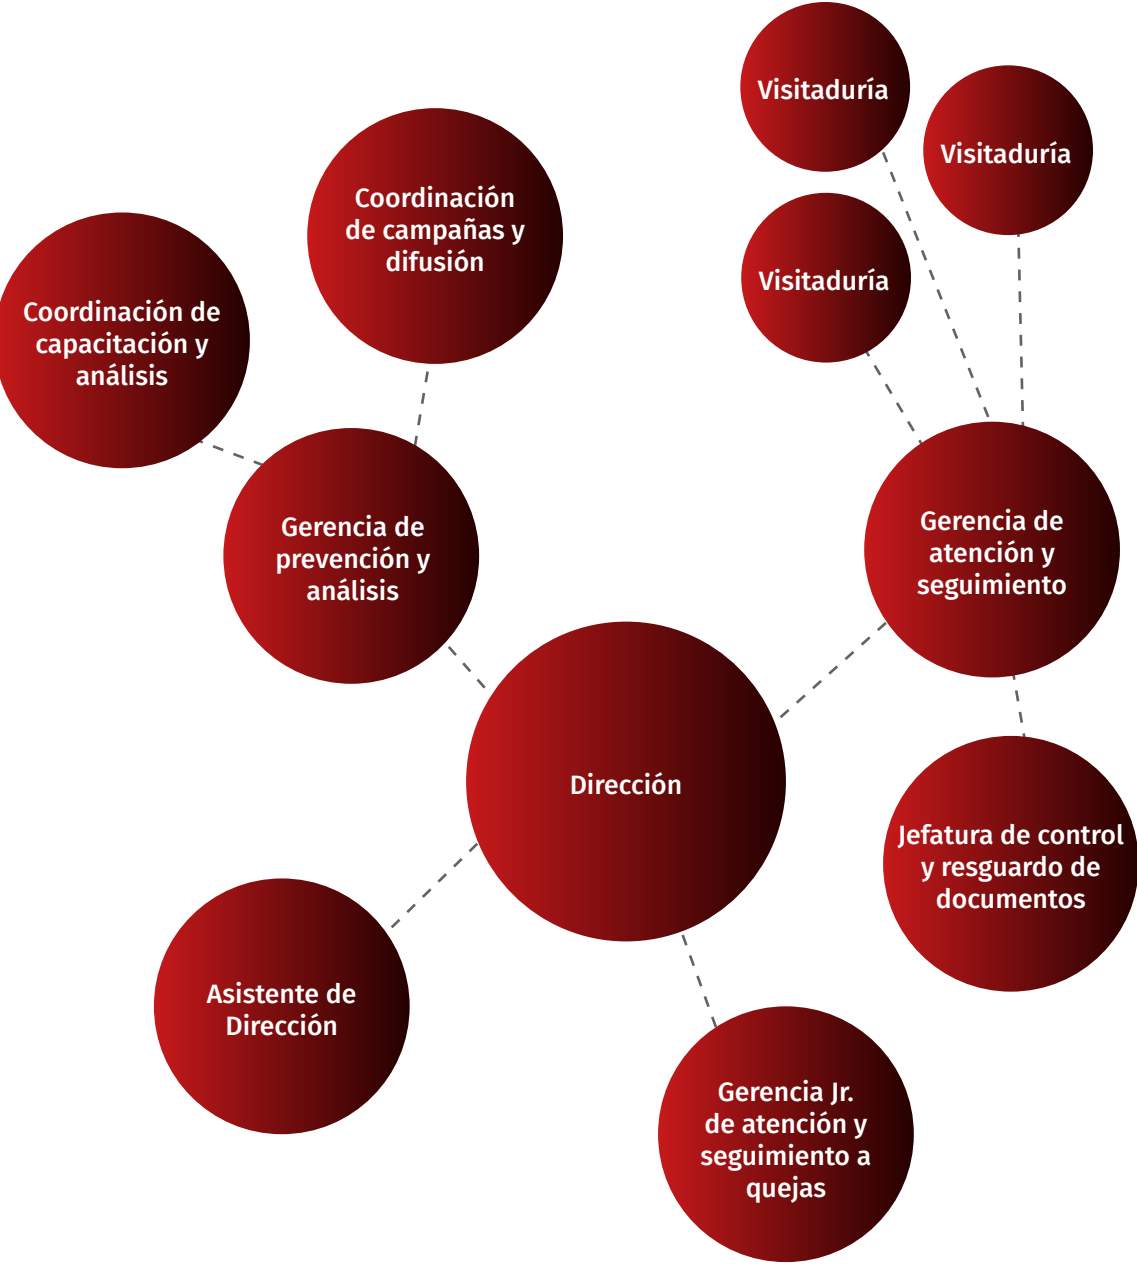 Visitaduría
Visitaduría
Visitaduría
Coordinación
de campañas y
difusión
Coordinación de
capacitación y
análisis
Gerencia de
prevención y
análisis
Gerencia de
atención y
seguimiento
Dirección
Jefatura de control
y resguardo de
documentos
Asistente de
Dirección
Gerencia Jr.
de atención y
seguimiento a
quejas